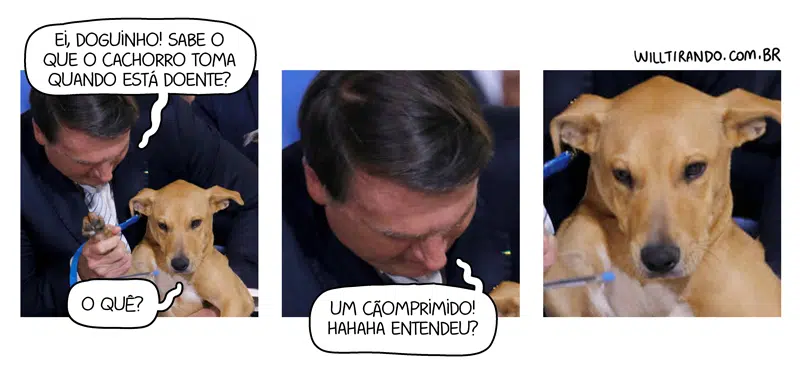 EI, DOGUINHO! SABE O
QUE O CACHORRO TOMA
QUANDO ESTÁ DOENTE?
O QUÊ?
UM CÃOMPRIMIDO!
HAHAHA ENTENDEU?
WILLTIRANDO.COM.BR